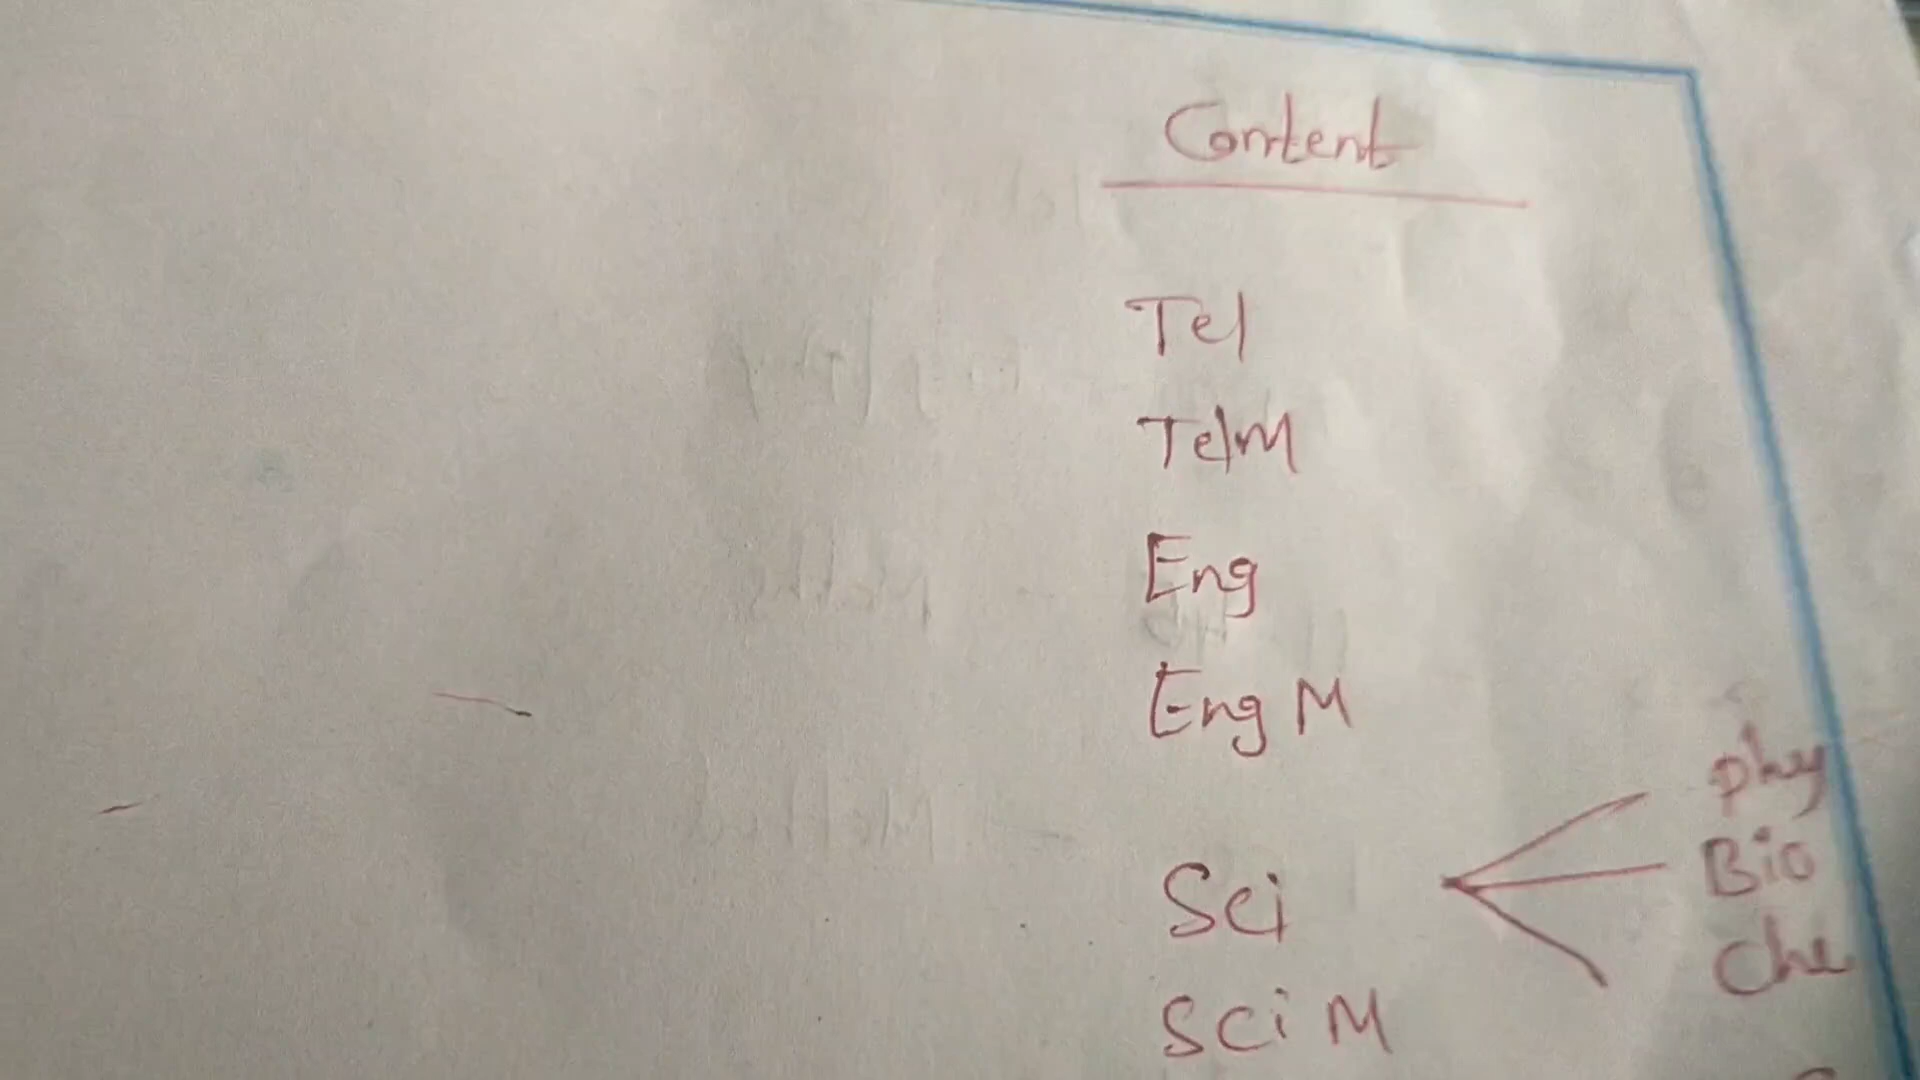 Content
Tel
TelM
Eng
Eng M
phy
Sci Bio
Che
Sci M